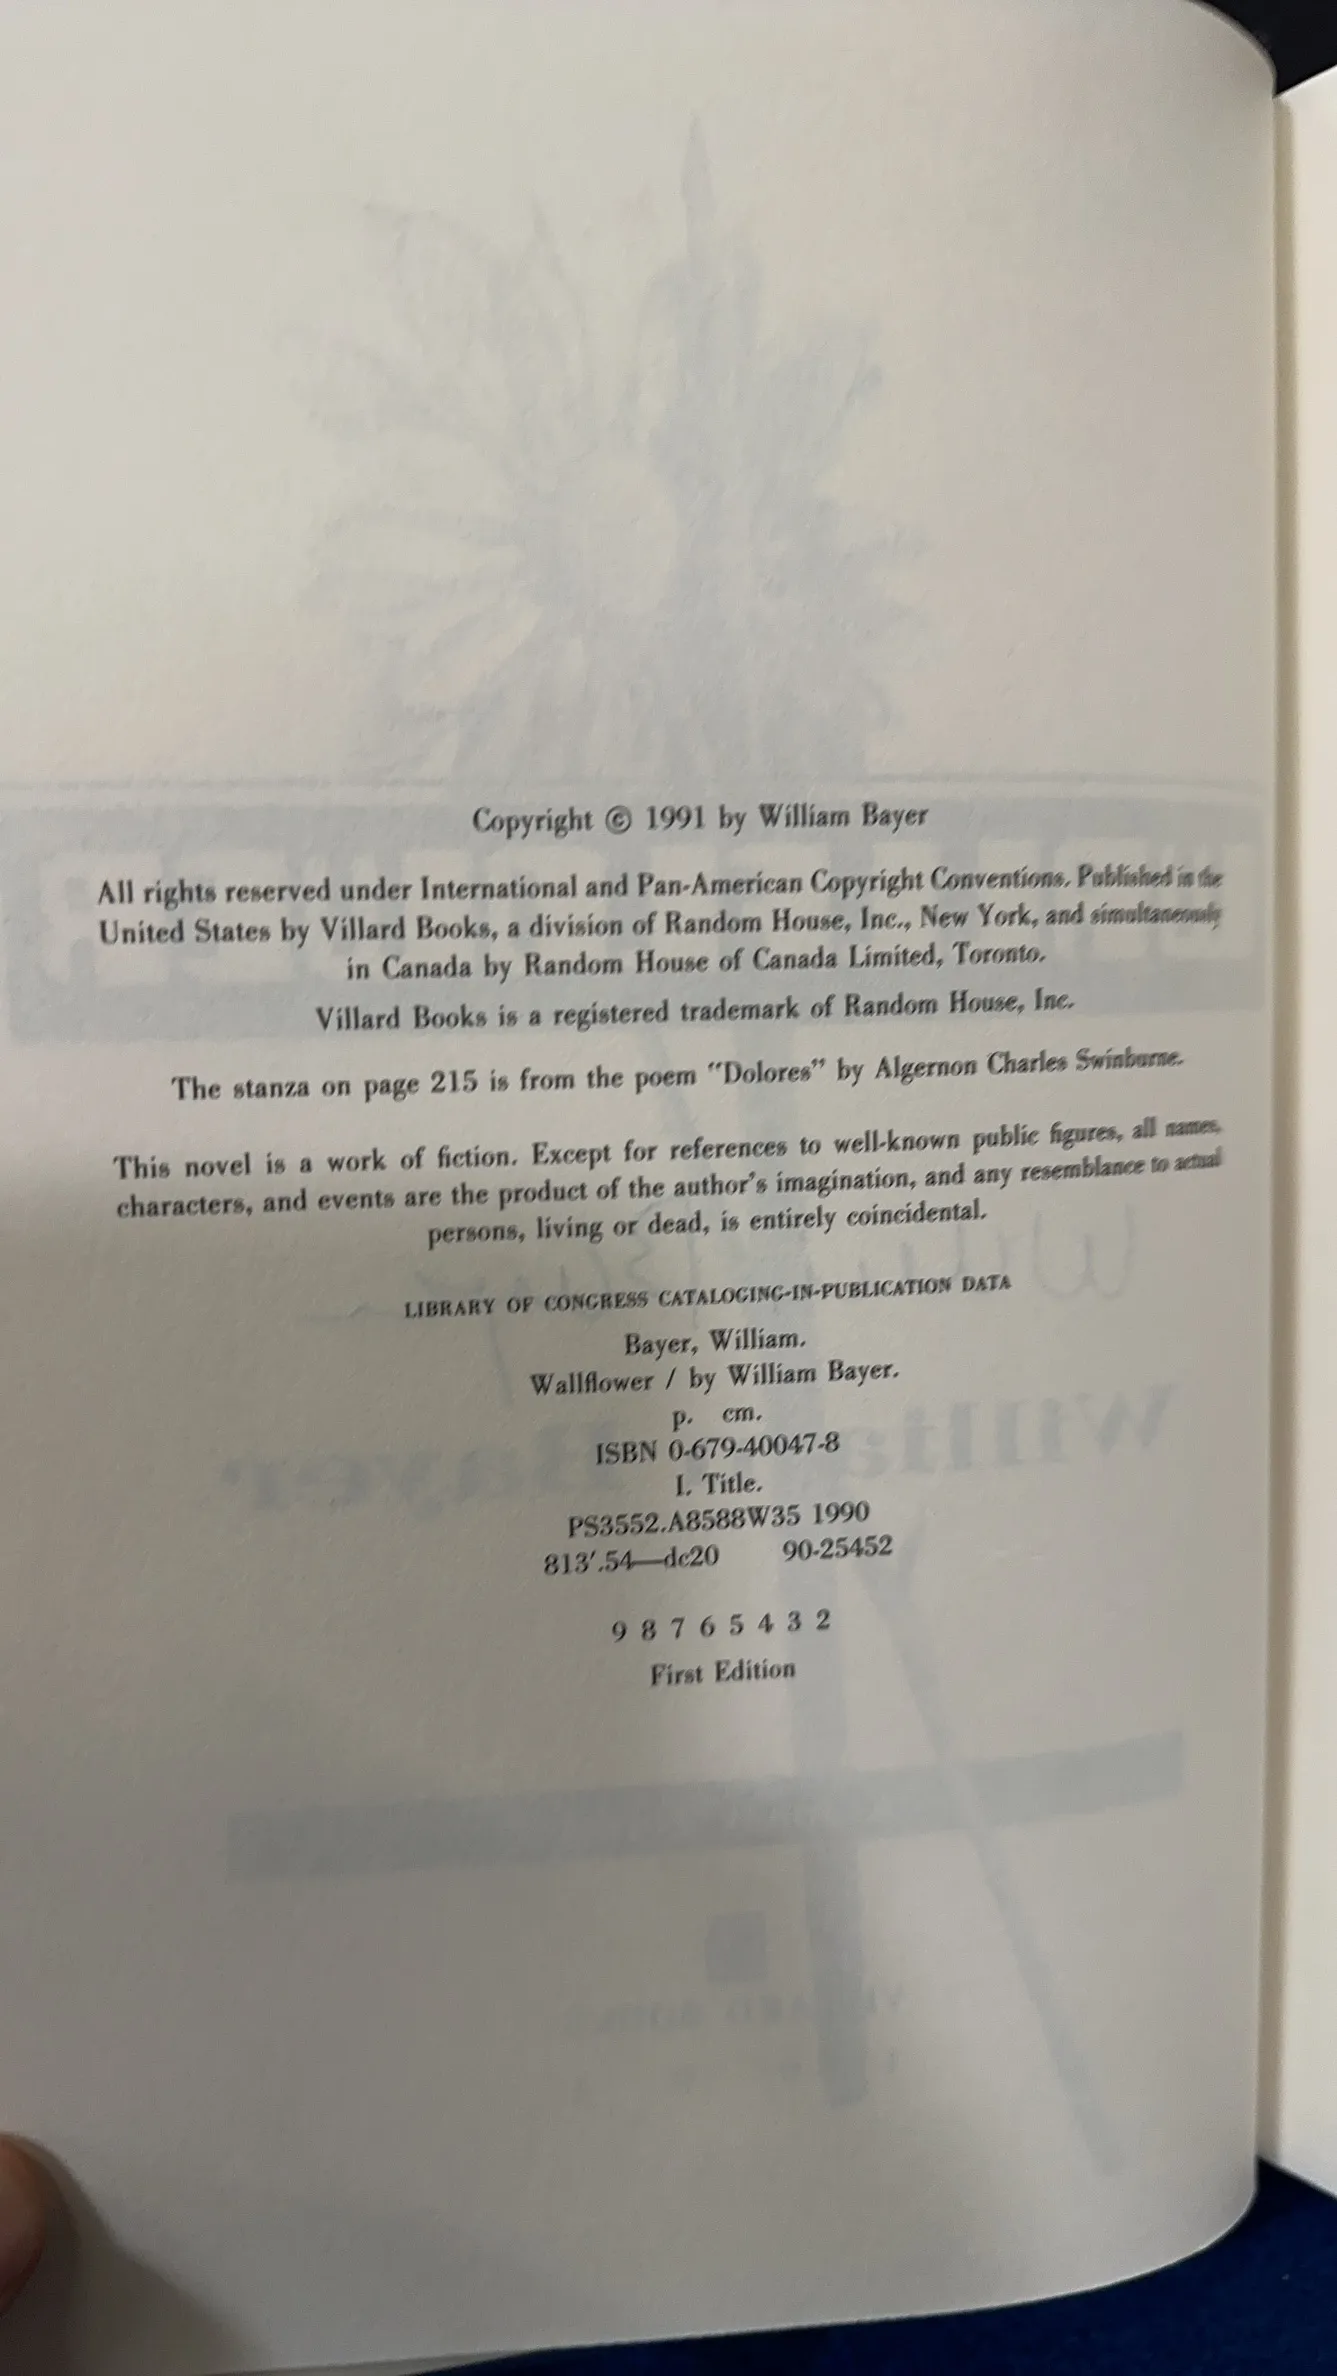 Copyright © 1991 by William Bayer
All rights reserved under International and Pan-American Copyright Conventions. Published in the
United States by Villard Books, a division of Random House, Inc., New York, and simultaneously
in Canada by Random House of Canada Limited, Toronto.
Villard Books is a registered trademark of Random House, Inc.
The stanza on page 215 is from the poem “Dolores” by Algernon Charles Swinburne.
This novel is a work of fiction. Except for references to well-known public figures, all names,
characters, and events are the product of the author’s imagination, and any resemblance to actual
persons, living or dead, is entirely coincidental.
LIBRARY OF CONGRESS CATALOGING-IN-PUBLICATION DATA
Bayer, William.
Wallflower / by William Bayer.
p. cm.
ISBN 0-679-40047-8
I. Title.
PS3552.A8588W35 1990
813′.54—dc20 90-25452
9 8 7 6 5 4 3 2
First Edition